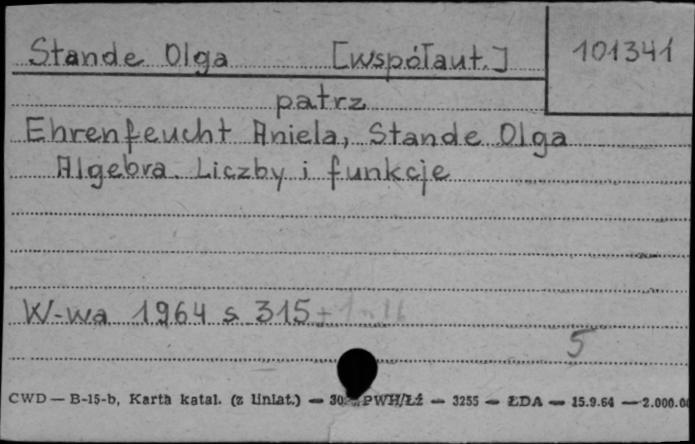 Stande Olga [współaut.] 101341
patrz
Ehrenfeucht Aniela, Stande Olga
Algebra. Liczby i funkcje
W-wa 1964 s. 315
5
CWD — B-15-b, Karta katal. (z liniat.) — PWH/Łź — 3255 — ŁDA — 15.9.64 — 2.000.0